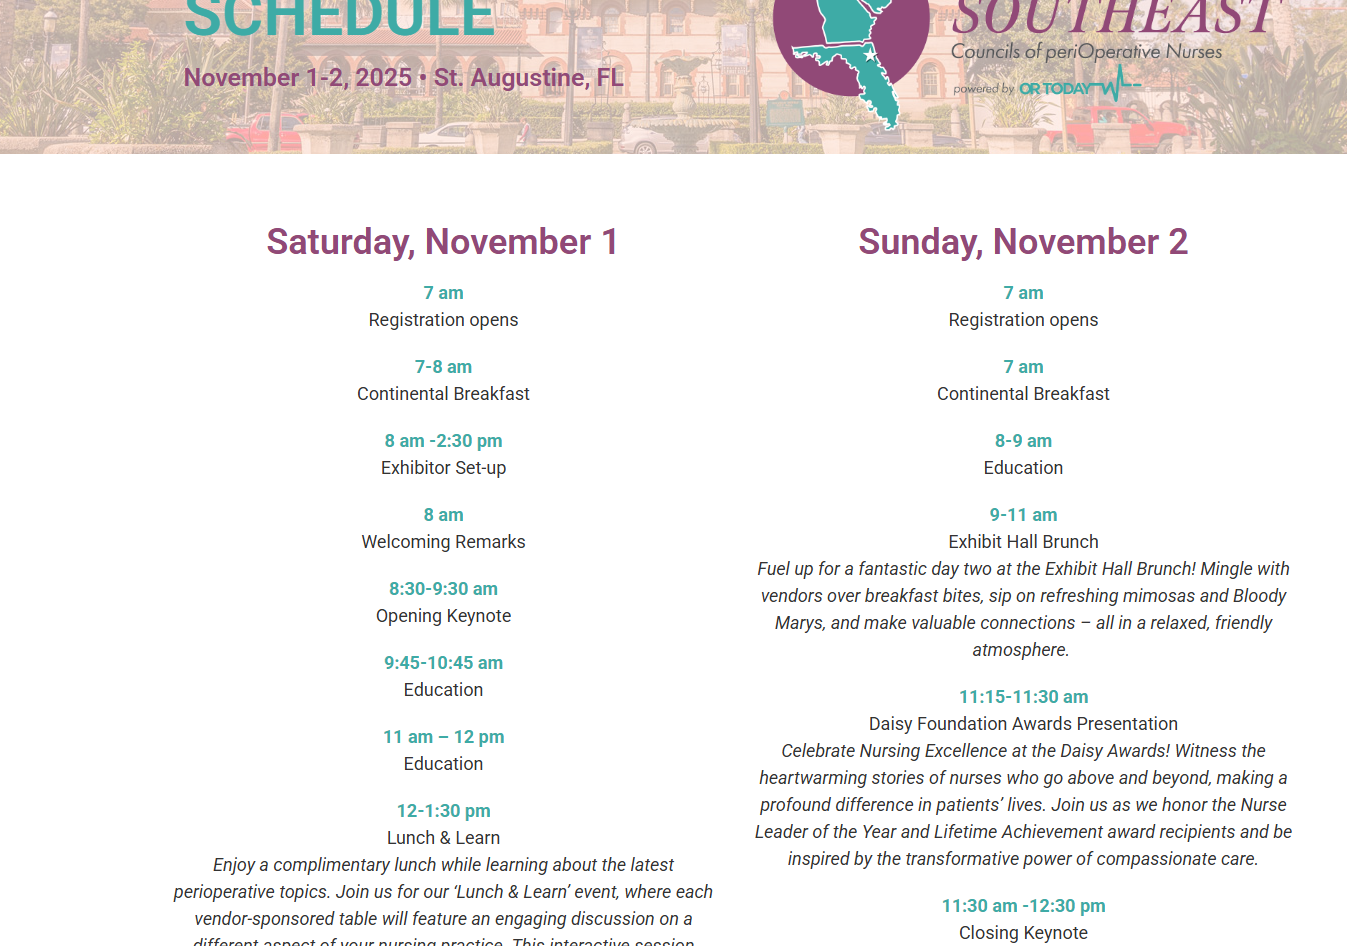 SCHEDULE
November 1-2, 2025 • St. Augustine, FL
SOUTHEAST
Councils of periOperative Nurses
powered by OR TODAY
Saturday, November 1
7 am
Registration opens
7-8 am
Continental Breakfast
8 am -2:30 pm
Exhibitor Set-up
8 am
Welcoming Remarks
8:30-9:30 am
Opening Keynote
9:45-10:45 am
Education
11 am – 12 pm
Education
12-1:30 pm
Lunch & Learn
Enjoy a complimentary lunch while learning about the latest
perioperative topics. Join us for our ‘Lunch & Learn’ event, where each
vendor-sponsored table will feature an engaging discussion on a
different aspect of your nursing practice. This interactive session
Sunday, November 2
7 am
Registration opens
7 am
Continental Breakfast
8-9 am
Education
9-11 am
Exhibit Hall Brunch
Fuel up for a fantastic day two at the Exhibit Hall Brunch! Mingle with
vendors over breakfast bites, sip on refreshing mimosas and Bloody
Marys, and make valuable connections – all in a relaxed, friendly
atmosphere.
11:15-11:30 am
Daisy Foundation Awards Presentation
Celebrate Nursing Excellence at the Daisy Awards! Witness the
heartwarming stories of nurses who go above and beyond, making a
profound difference in patients’ lives. Join us as we honor the Nurse
Leader of the Year and Lifetime Achievement award recipients and be
inspired by the transformative power of compassionate care.
11:30 am -12:30 pm
Closing Keynote